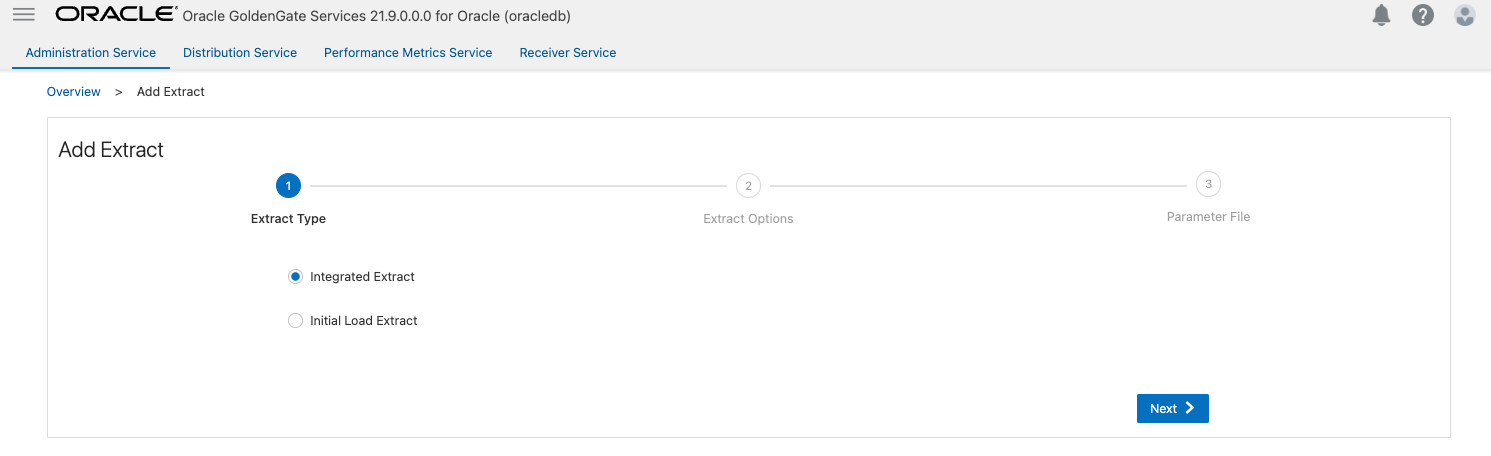 ORACLE Oracle GoldenGate Services 21.9.0.0.0 for Oracle (oracledb)
Administration Service Distribution Service Performance Metrics Service Receiver Service
Overview > Add Extract
Add Extract
1 2 3
Extract Type Extract Options Parameter File
Integrated Extract
Initial Load Extract
Next